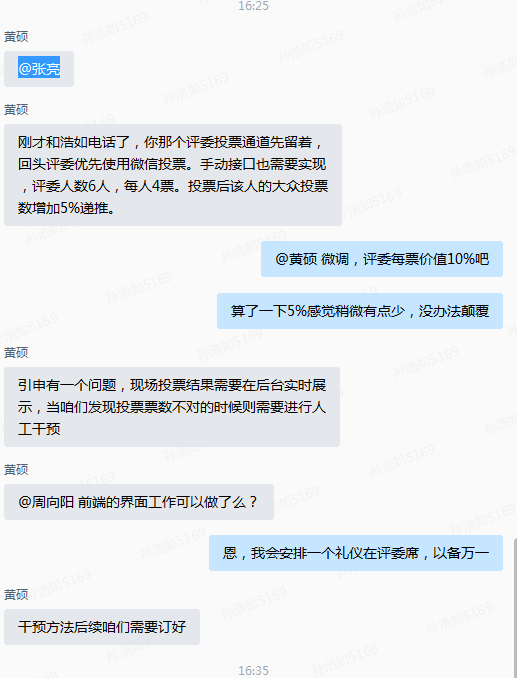 16:25
黄硕
@张亮
黄硕
刚才和浩如电话了，你那个评委投票通道先留着，
回头评委优先使用微信投票。手动接口也需要实现
，评委人数6人，每人4票。投票后该人的大众投票
数增加5%递推。
@黄硕 微调，评委每票价值10%吧
算了一下5%感觉稍微有点少，没办法颠覆
黄硕
引申有一个问题，现场投票结果需要在后台实时展
示，当咱们发现投票票数不对的时候则需要进行人
工干预
黄硕
@周向阳 前端的界面工作可以做了么？
恩，我会安排一个礼仪在评委席，以备万一
黄硕
干预方法后续咱们需要订好
16:35
孙浩如5169